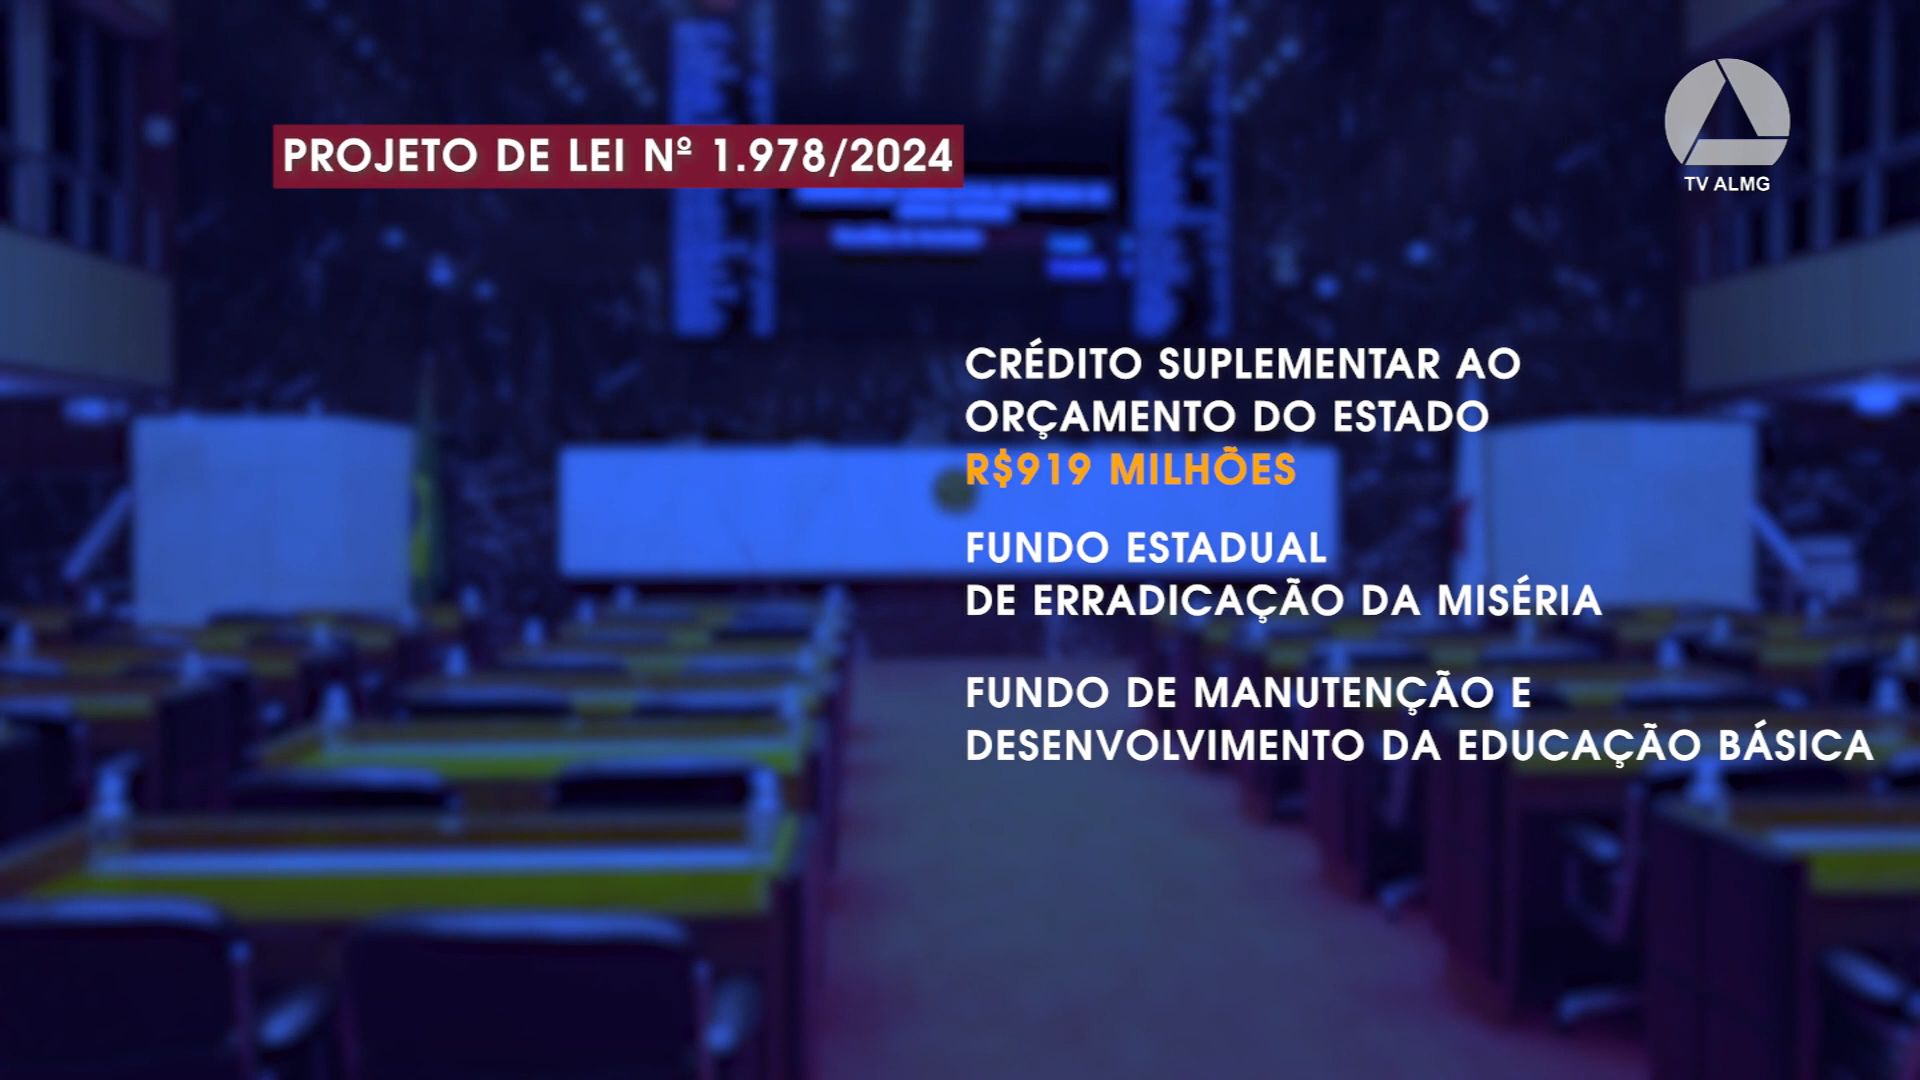 PROJETO DE LEI Nº 1.978/2024
TV ALMG
CRÉDITO SUPLEMENTAR AO
ORÇAMENTO DO ESTADO
R$919 MILHÕES
FUNDO ESTADUAL
DE ERRADICAÇÃO DA MISÉRIA
FUNDO DE MANUTENÇÃO E
DESENVOLVIMENTO DA EDUCAÇÃO BÁSICA